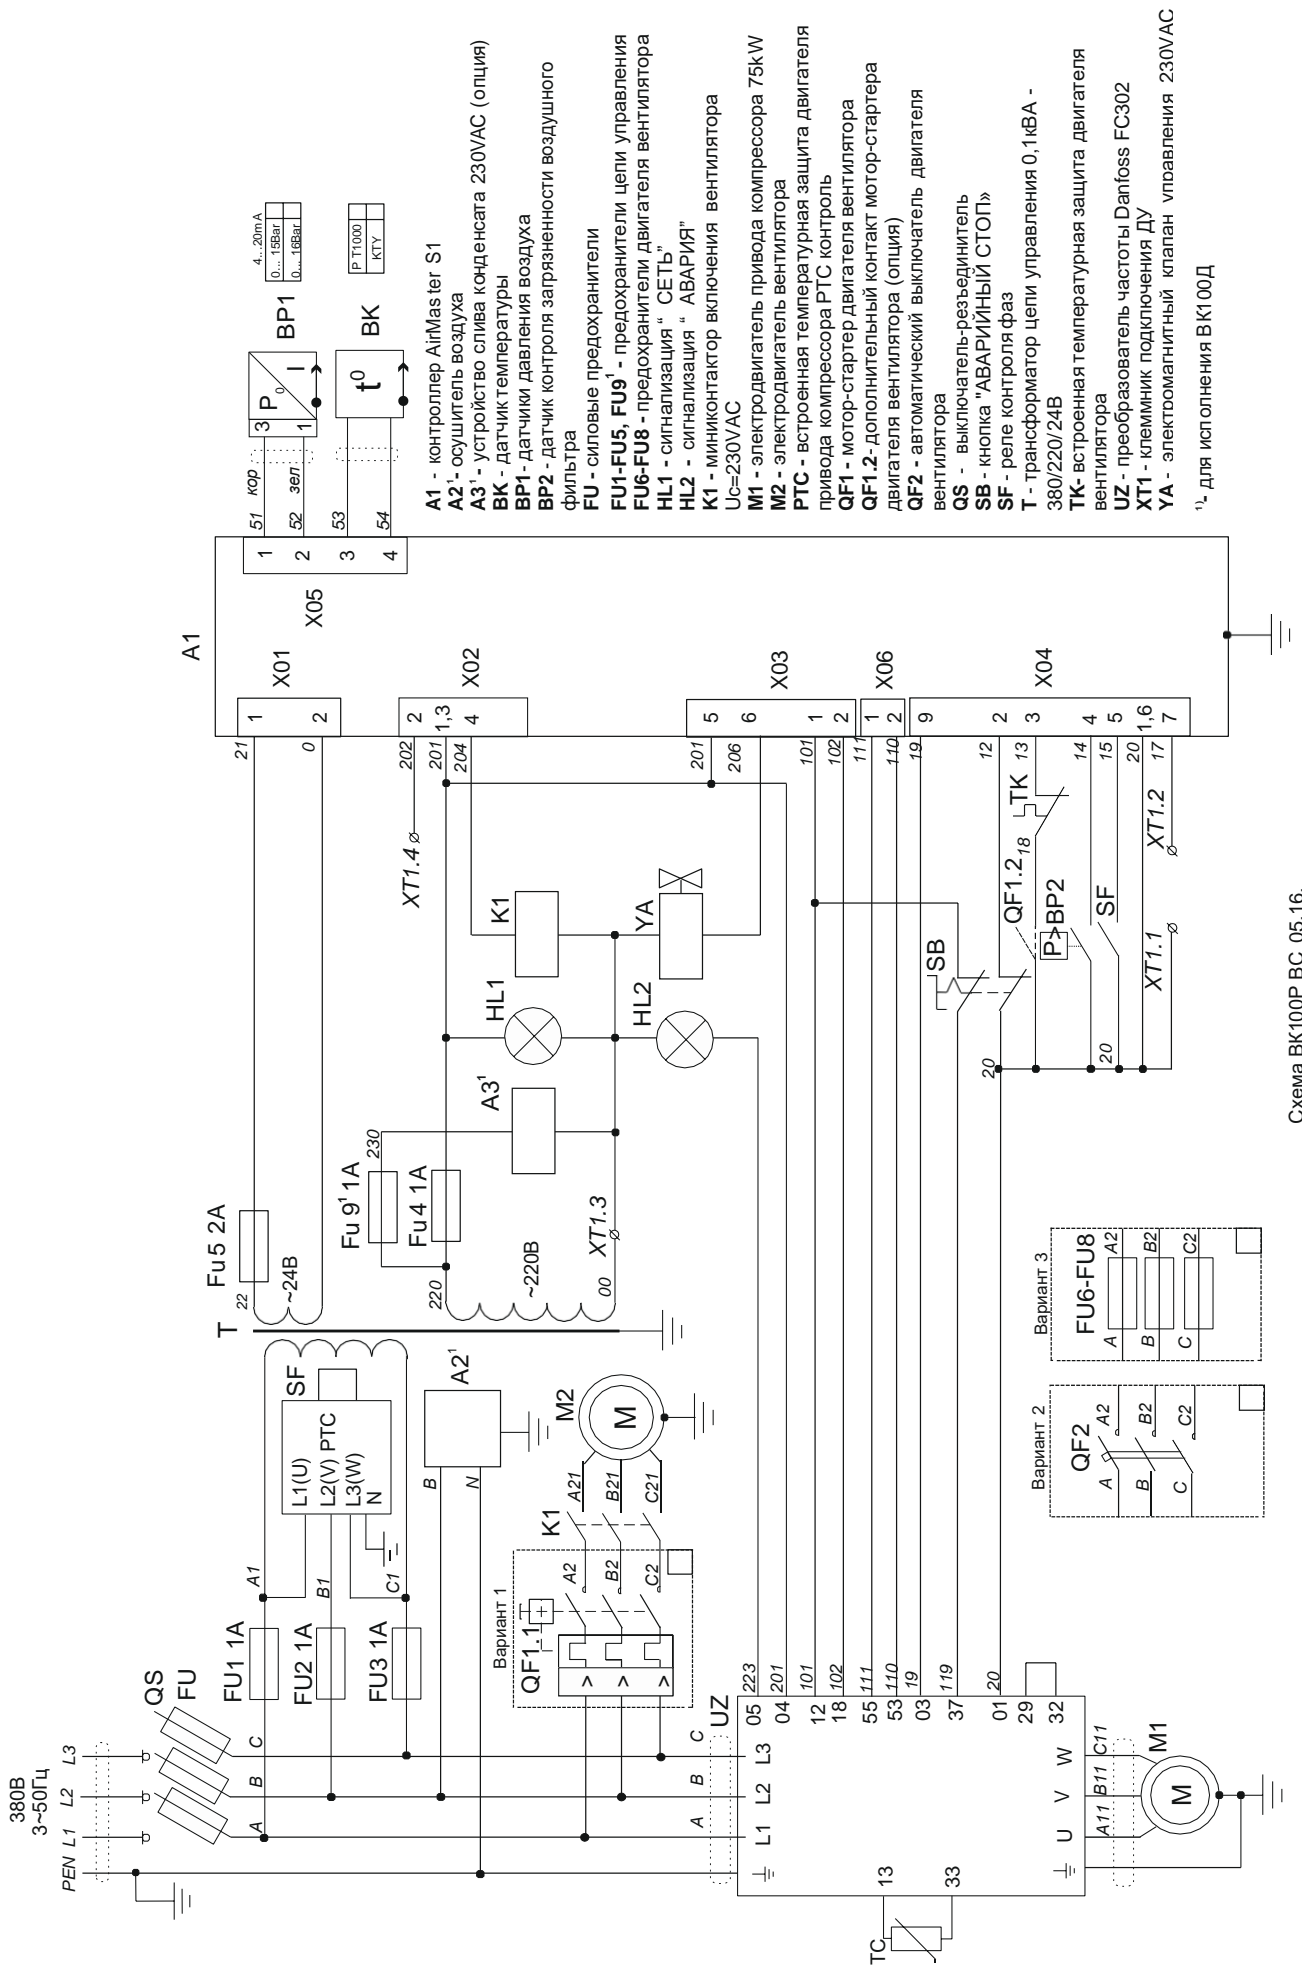 380В
3~50Гц
PEN
L1
L2
L3
QS
FU
A
B
C
FU1 1A
FU2 1A
FU3 1A
A1
B1
C1
SF
L1(U)
L2(V) PTC
L3(W)
N
T
22
Fu5 2A
~24В
21
0
220
Fu 9¹ 1A
230
Fu4 1A
~220В
00
XT1.3
A3¹
HL1
HL2
K1
YA
XT1.4
202
201
204
A2¹
B
N
Вариант 1
QF1.1
A2
B2
C2
K1
A21
B21
C21
M2
M
A
B
C
UZ
L1
L2
L3
05
04
12
18
55
53
03
37
01
29
32
223
201
101
102
111
110
19
119
20
U
V
W
A11
B11
C11
M1
M
13
33
TC
Вариант 2
QF2
A
B
C
A2
B2
C2
Вариант 3
FU6-FU8
A
B
C
A2
B2
C2
SB
20
20
QF1.2
18
TK
P>BP2
SF
XT1.1
XT1.2
201
206
101
102
111
110
19
12
13
14
15
20
17
A1
X01
1
2
X02
2
1,3
4
X03
5
6
1
2
X06
1
2
X04
9
2
3
4
5
1,6
7
X05
1
2
3
4
51
кор
52
зел
53
54
3
1
P
0
I
BP1
4...20mA
0... 15Bar
0... 16Bar
t⁰
BK
PT1000
KTY
A1 - контроллер AirMaster S1
A2¹- осушитель воздуха
A3¹ - устройство слива конденсата 230VAC (опция)
BK - датчик температуры
BP1 - датчики давления воздуха
BP2 - датчик контроля загрязненности воздушного
фильтра
FU - силовые предохранители
FU1-FU5, FU9¹ - предохранители цепи управления
FU6-FU8 - предохранители двигателя вентилятора
HL1 - сигнализация “ СЕТЬ”
HL2 - сигнализация “ АВАРИЯ”
K1 - миниконтактор включения вентилятора
Uc=230VAC
M1 - электродвигатель привода компрессора 75kW
M2 - электродвигатель вентилятора
PTC - встроенная температурная защита двигателя
привода компрессора PTC контроль
QF1 - мотор-стартер двигателя вентилятора
QF1.2- дополнительный контакт мотор-стартера
двигателя вентилятора (опция)
QF2 - автоматический выключатель двигателя
вентилятора
QS - выключатель-разъединитель
SB - кнопка "АВАРИЙНЫЙ СТОП»
SF - реле контроля фаз
T - трансформатор цепи управления 0,1кВА -
380/220/24В
TK- встроенная температурная защита двигателя
вентилятора
UZ - преобразователь частоты Danfoss FC302
XT1 - клеммник подключения ДУ
YA - электромагнитный клапан управления 230VAC
¹⁾- для исполнения ВК100Д
Схема ВК100Р ВС 05.16.